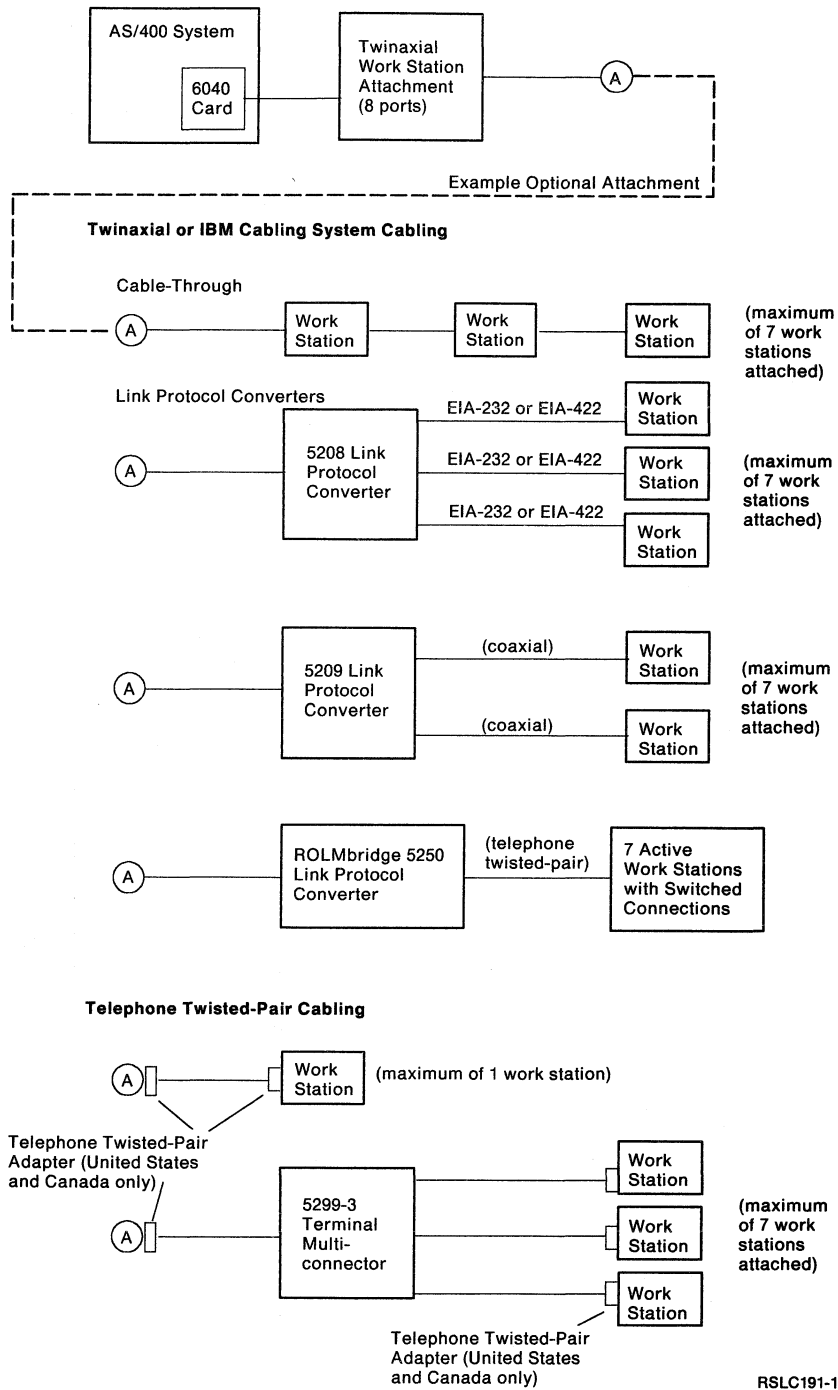 AS/400 System
6040
Card
Twinaxial
Work Station
Attachment
(8 ports)
A
Example Optional Attachment
Twinaxial or IBM Cabling System Cabling
Cable-Through
A
Work
Station
Work
Station
Work
Station
(maximum
of 7 work
stations
attached)
Link Protocol Converters
A
5208 Link
Protocol
Converter
EIA-232 or EIA-422
EIA-232 or EIA-422
EIA-232 or EIA-422
Work
Station
Work
Station
Work
Station
(maximum
of 7 work
stations
attached)
A
5209 Link
Protocol
Converter
(coaxial)
(coaxial)
Work
Station
Work
Station
(maximum
of 7 work
stations
attached)
A
ROLMbridge 5250
Link Protocol
Converter
(telephone
twisted-pair)
7 Active
Work Stations
with Switched
Connections
Telephone Twisted-Pair Cabling
A
Work
Station
(maximum of 1 work station)
Telephone Twisted-Pair
Adapter (United States
and Canada only)
A
5299-3
Terminal
Multi-
connector
Work
Station
Work
Station
Work
Station
(maximum
of 7 work
stations
attached)
Telephone Twisted-Pair
Adapter (United States
and Canada only)
RSLC191-1